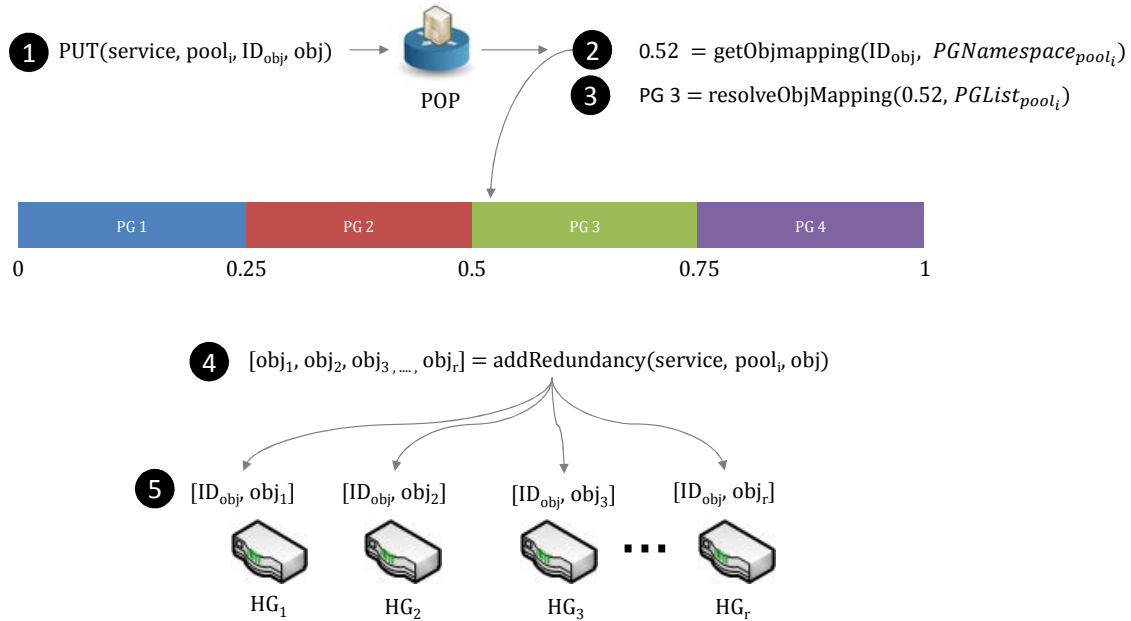 1 PUT(service, pool_i, ID_obj, obj)
POP
2 0.52 = getObjmapping(ID_obj, PGNamespace_pool_i)
3 PG 3 = resolveObjMapping(0.52, PGList_pool_i)
PG 1 PG 2 PG 3 PG 4
0 0.25 0.5 0.75 1
4 [obj_1, obj_2, obj_3 , ...., obj_r] = addRedundancy(service, pool_i, obj)
5 [ID_obj, obj_1] [ID_obj, obj_2] [ID_obj, obj_3] [ID_obj, obj_r]
...
HG_1 HG_2 HG_3 HG_r